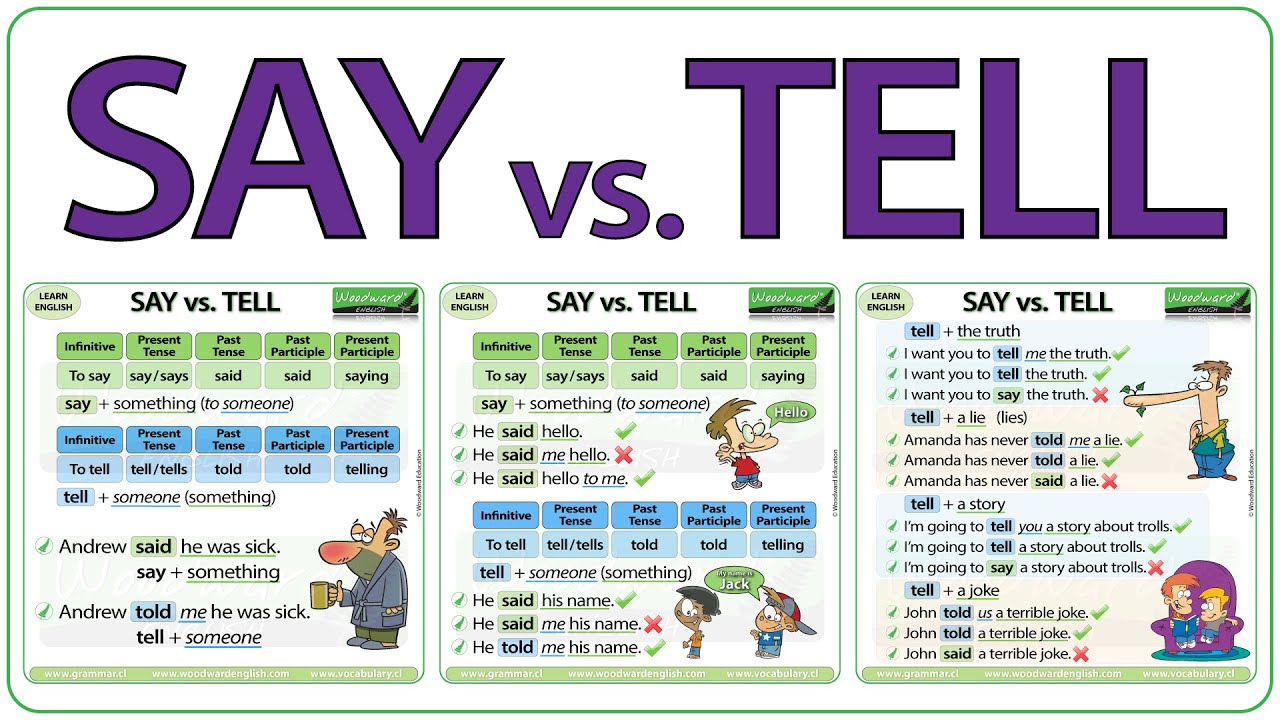 SAY vs. TELL
LEARN ENGLISH
SAY vs. TELL
Woodward®
ENGLISH
Infinitive Present Tense Past Tense Past Participle Present Participle
To say say/says said said saying
say + something (to someone)
Infinitive Present Tense Past Tense Past Participle Present Participle
To tell tell/tells told told telling
tell + someone (something)
Andrew said he was sick.
say + something
Andrew told me he was sick.
tell + someone
© Woodward Education
www.grammar.cl www.woodwardenglish.com www.vocabulary.cl
LEARN ENGLISH
SAY vs. TELL
Woodward®
ENGLISH
Infinitive Present Tense Past Tense Past Participle Present Participle
To say say/says said said saying
say + something (to someone)
Hello
He said hello.
He said me hello.
He said hello to me.
Infinitive Present Tense Past Tense Past Participle Present Participle
To tell tell/tells told told telling
tell + someone (something)
My name is
Jack
He said his name.
He said me his name.
He told me his name.
© Woodward Education
www.grammar.cl www.woodwardenglish.com www.vocabulary.cl
LEARN ENGLISH
SAY vs. TELL
Woodward®
ENGLISH
tell + the truth
I want you to tell me the truth.
I want you to tell the truth.
I want you to say the truth.
tell + a lie (lies)
Amanda has never told me a lie.
Amanda has never told a lie.
Amanda has never said a lie.
tell + a story
I'm going to tell you a story about trolls.
I'm going to tell a story about trolls.
I'm going to say a story about trolls.
tell + a joke
John told us a terrible joke.
John told a terrible joke.
John said a terrible joke.
© Woodward Education
www.grammar.cl www.woodwardenglish.com www.vocabulary.cl